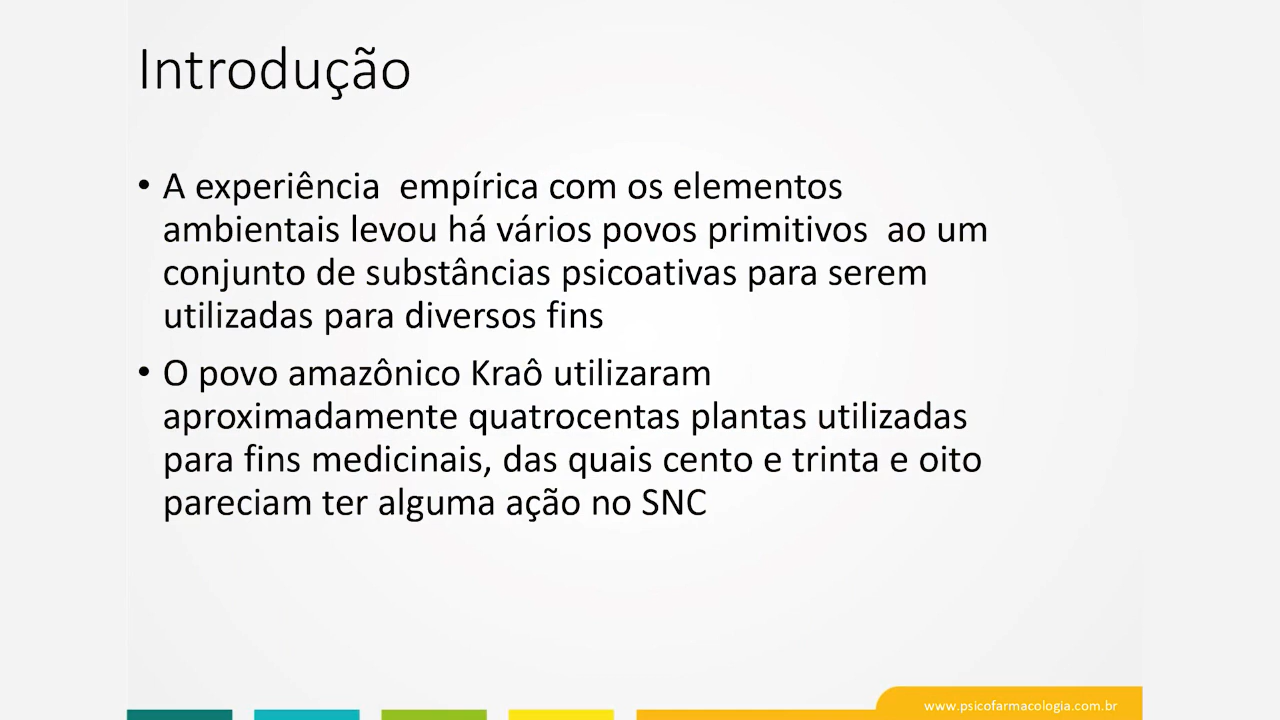 Introdução
• A experiência  empírica com os elementos
ambientais levou há vários povos primitivos  ao um
conjunto de substâncias psicoativas para serem
utilizadas para diversos fins
• O povo amazônico Kraô utilizaram
aproximadamente quatrocentas plantas utilizadas
para fins medicinais, das quais cento e trinta e oito
pareciam ter alguma ação no SNC
www.psicofarmacologia.com.br